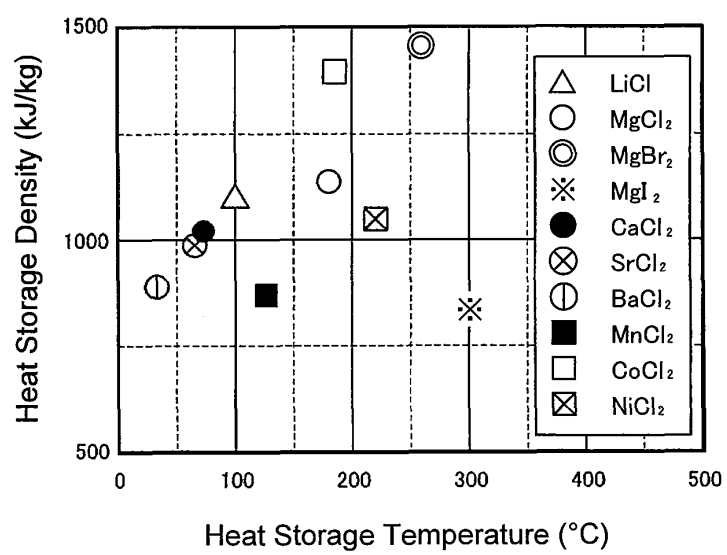 Heat Storage Density (kJ/kg)
1500
1000
500
0
100
200
300
400
500
Heat Storage Temperature (°C)
LiCl
MgCl₂
MgBr₂
MgI₂
CaCl₂
SrCl₂
BaCl₂
MnCl₂
CoCl₂
NiCl₂